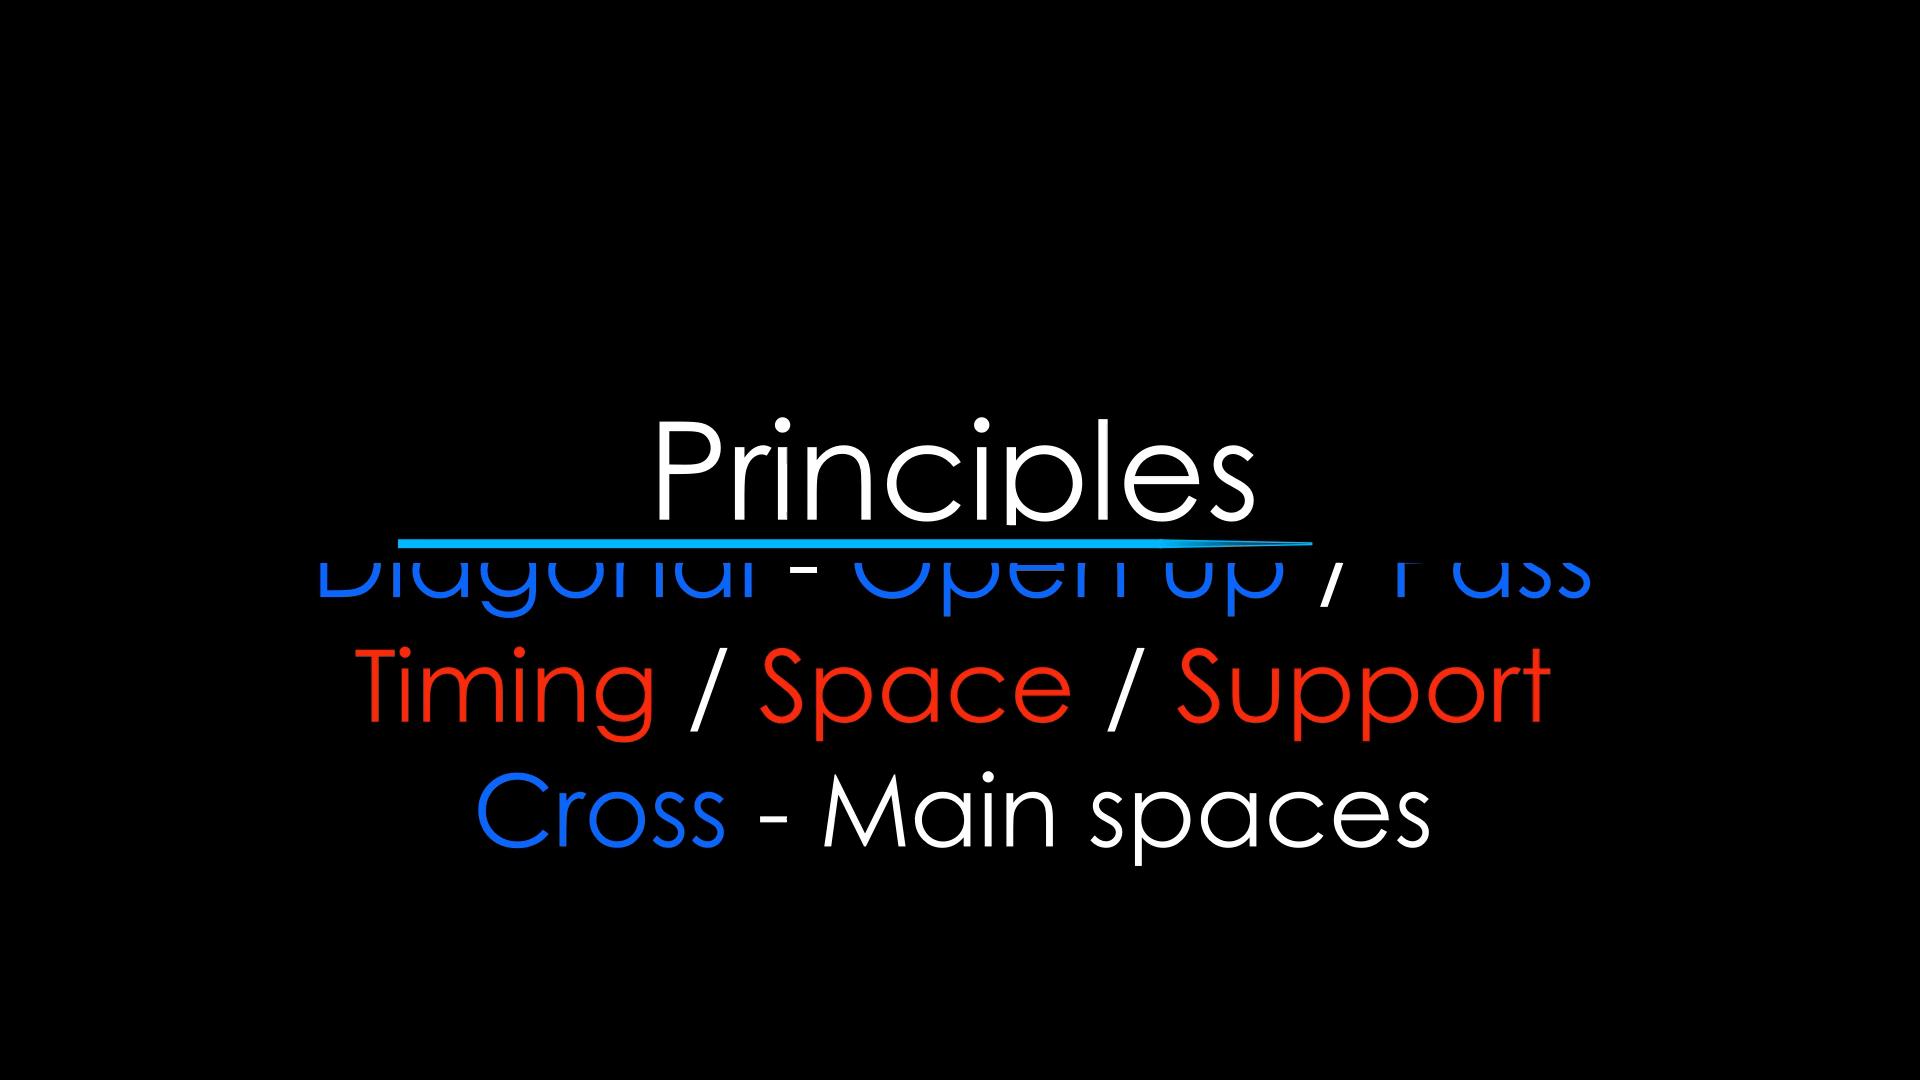 Principles
Diagonal - Open up / Pass
Timing / Space / Support
Cross - Main spaces